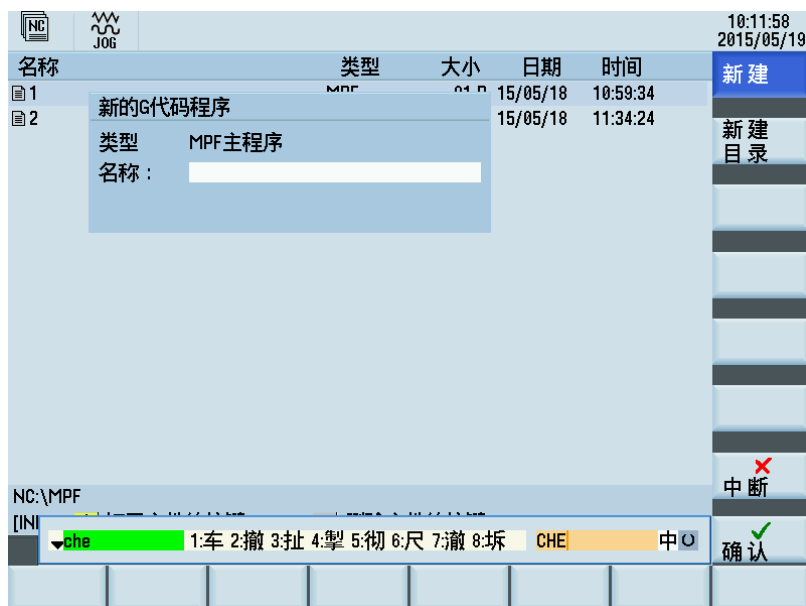 NC
JOG
10:11:58
2015/05/19
名称 类型 大小 日期 时间
新建
1 15/05/18 10:59:34
2 15/05/18 11:34:24
新建
目录
新的G代码程序
类型 MPF主程序
名称：
中断
NC:\MPF
che 1:车 2:撤 3:扯 4:掣 5:彻 6:尺 7:澈 8:坼 CHE 中
确认